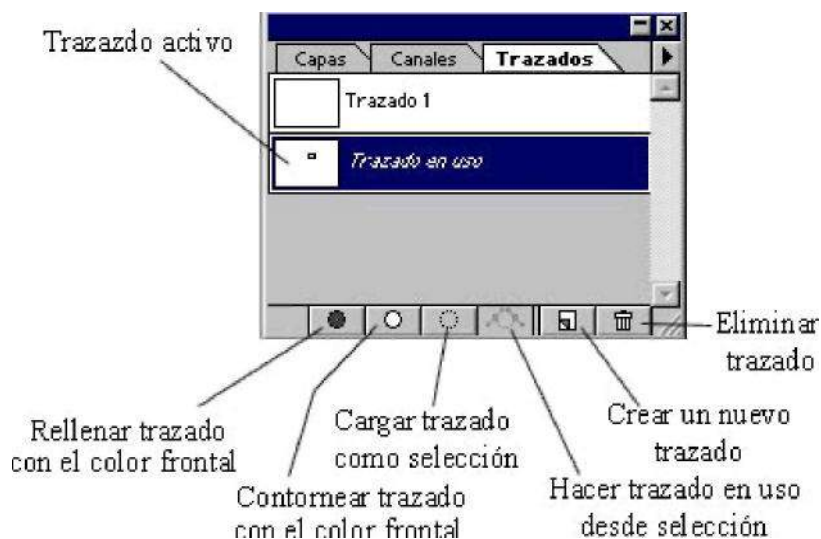 Trazazdo activo
Capas Canales Trazados
Trazado 1
Trazado en uso
Eliminar
trazado
Rellenar trazado
con el color frontal
Cargar trazado
como selección
Crear un nuevo
trazado
Contornear trazado
con el color frontal
Hacer trazado en uso
desde selección